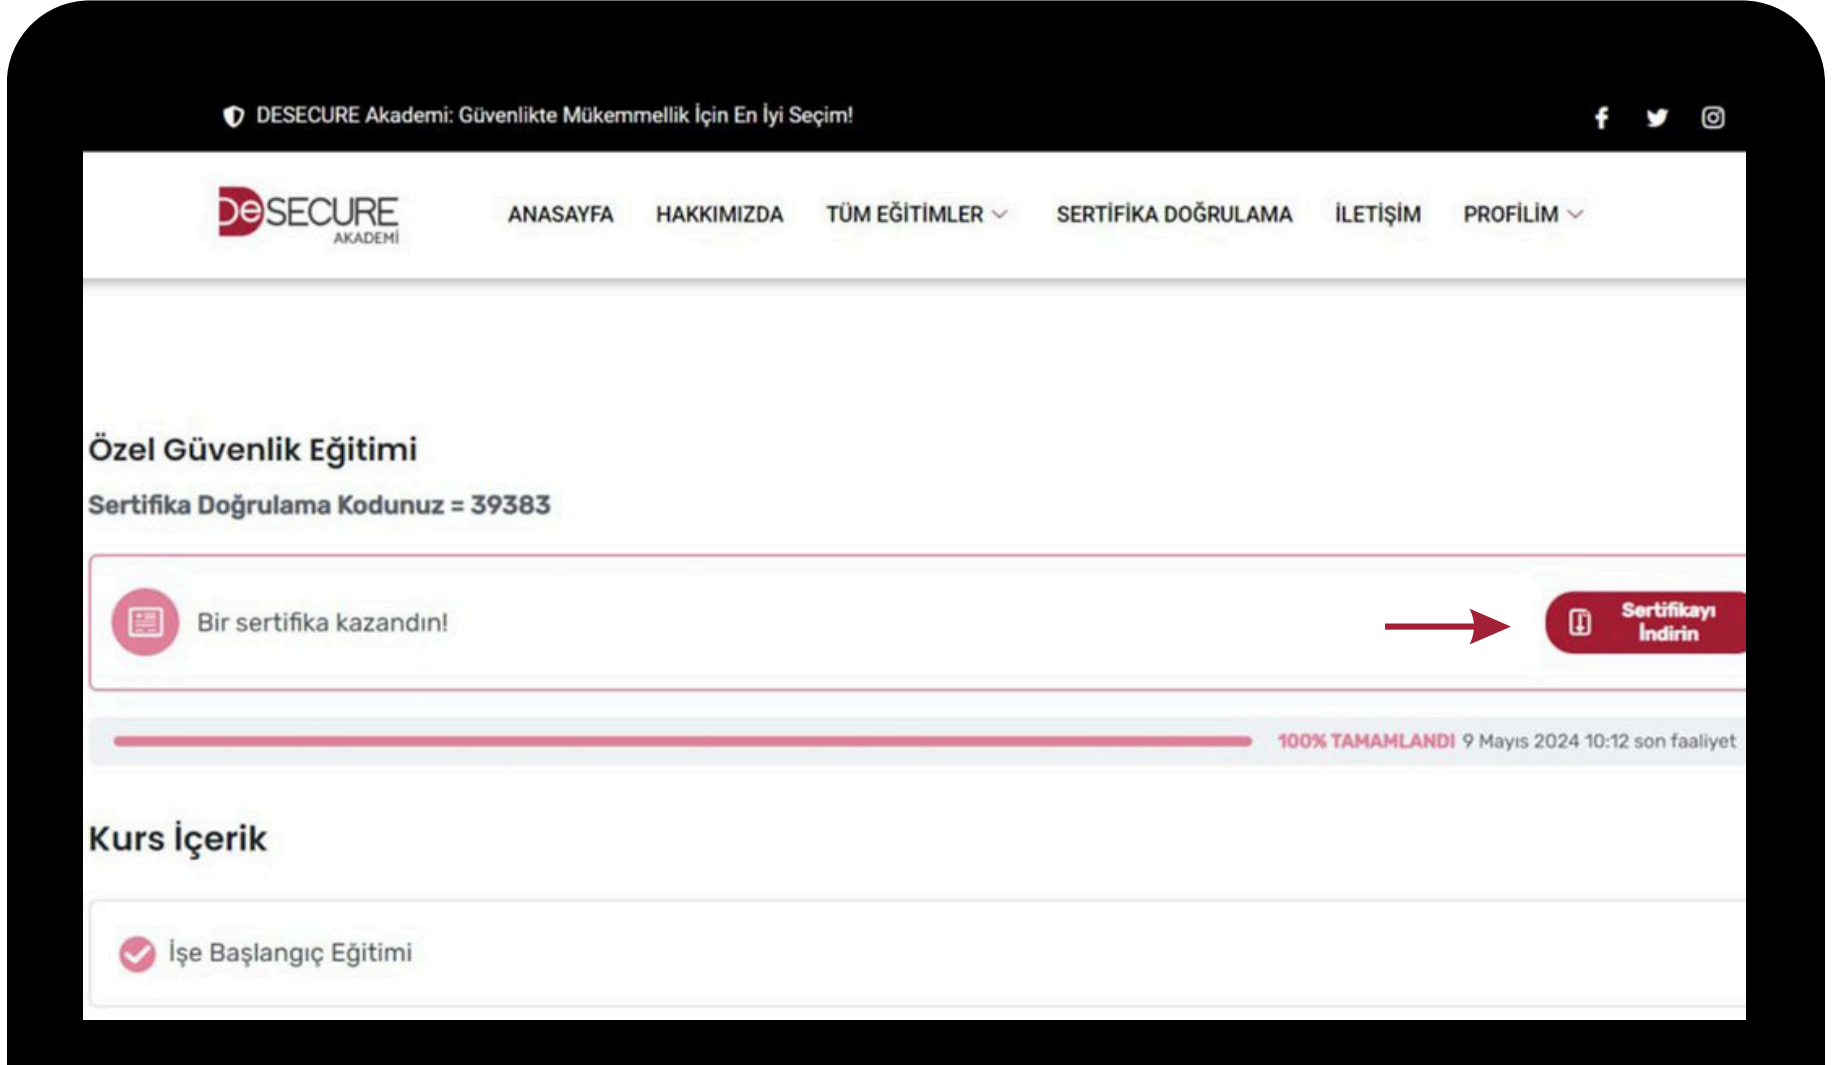 DESECURE Akademi: Güvenlikte Mükemmellik İçin En İyi Seçim!
DeSECURE
AKADEMİ
ANASAYFA HAKKIMIZDA TÜM EĞİTİMLER SERTİFİKA DOĞRULAMA İLETİŞİM PROFİLİM
Özel Güvenlik Eğitimi
Sertifika Doğrulama Kodunuz = 39383
Bir sertifika kazandın!
Sertifikayı
İndirin
100% TAMAMLANDI 9 Mayıs 2024 10:12 son faaliyet
Kurs İçerik
İşe Başlangıç Eğitimi